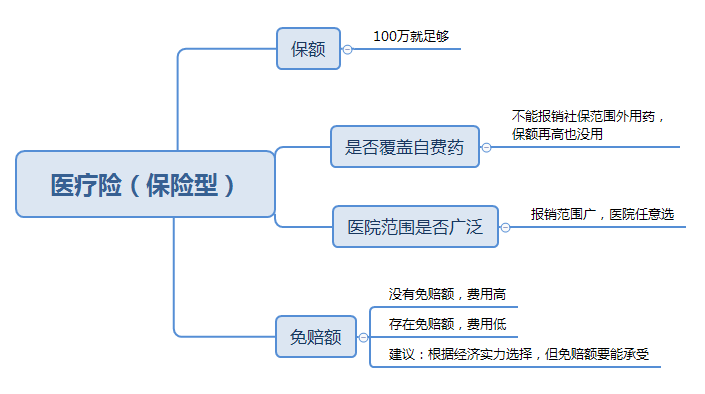 保额
100万就足够
不能报销社保范围外用药，
保额再高也没用
是否覆盖自费药
医疗险（保险型）
医院范围是否广泛
报销范围广，医院任意选
没有免赔额，费用高
存在免赔额，费用低
免赔额
建议：根据经济实力选择，但免赔额要能承受